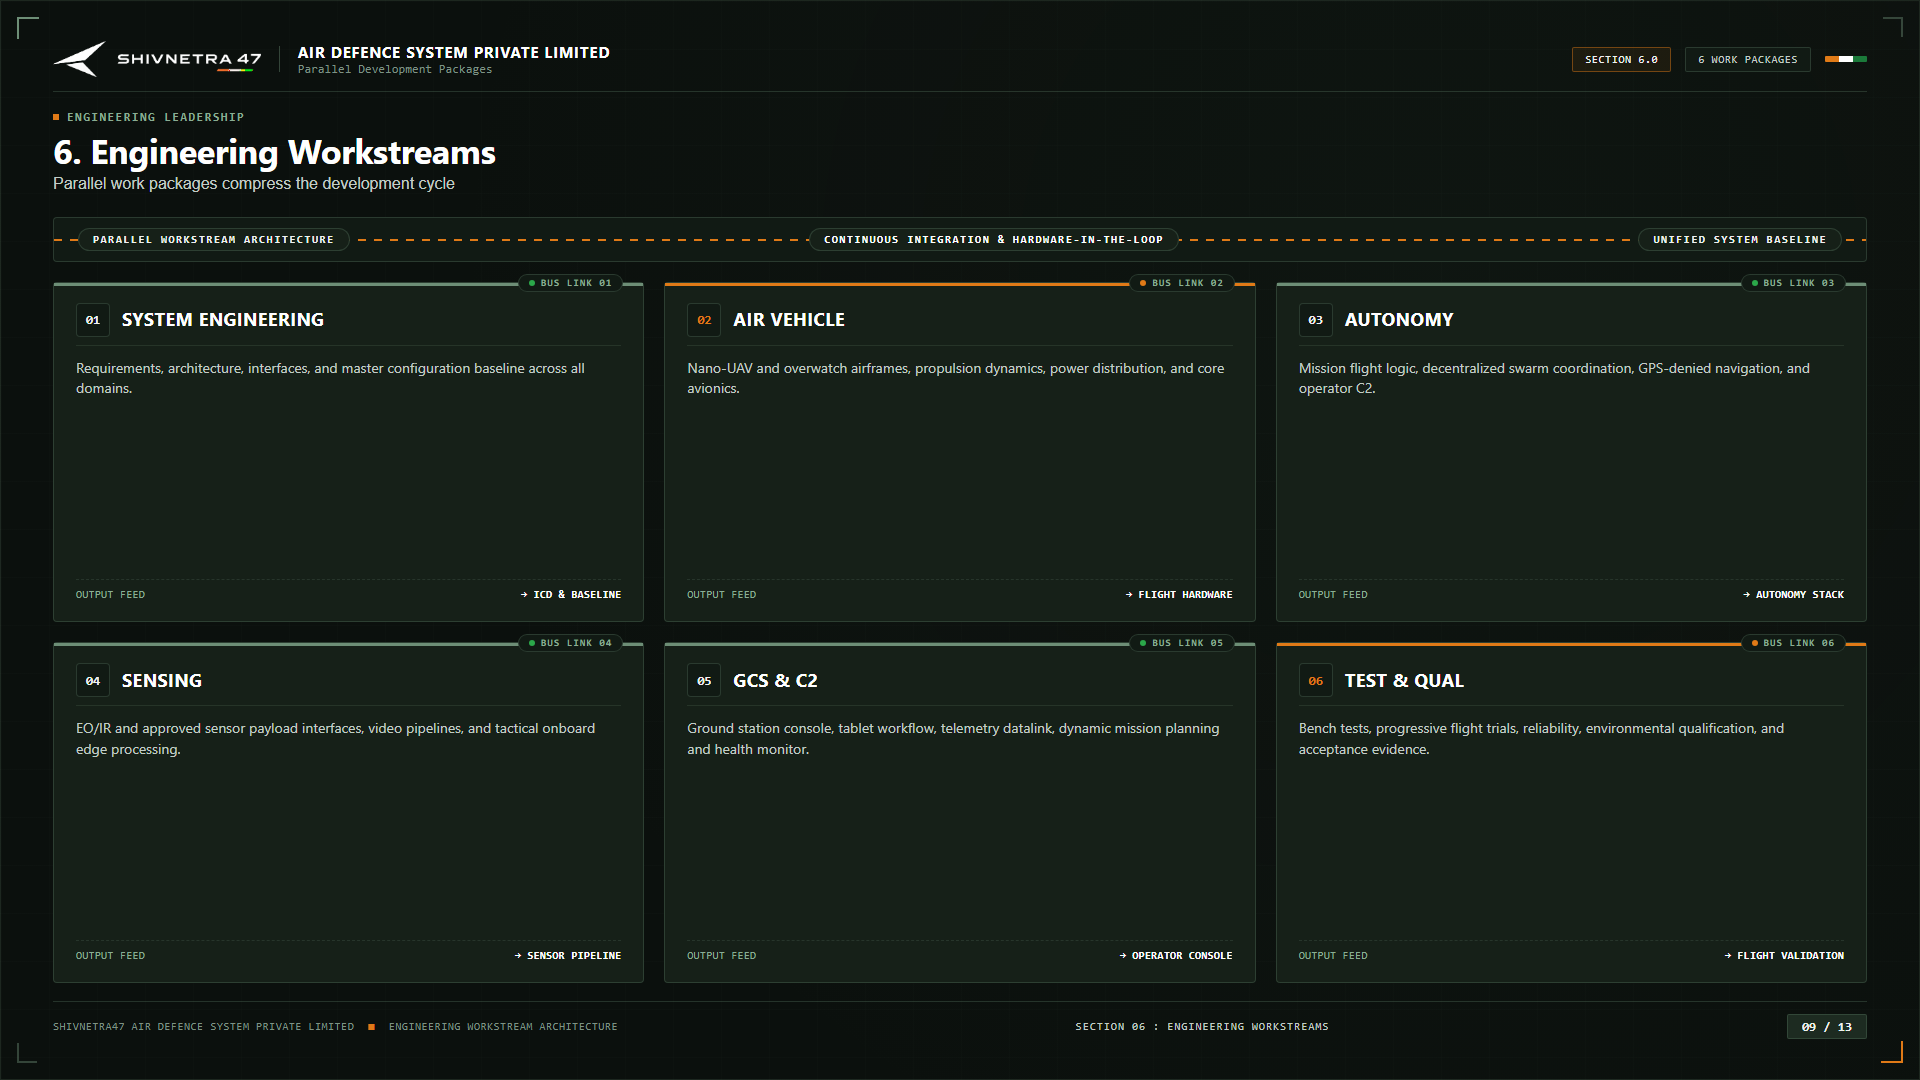 SHIVNETRA 47
AIR DEFENCE SYSTEM PRIVATE LIMITED
Parallel Development Packages
SECTION 6.0
6 WORK PACKAGES
ENGINEERING LEADERSHIP
6. Engineering Workstreams
Parallel work packages compress the development cycle
PARALLEL WORKSTREAM ARCHITECTURE
CONTINUOUS INTEGRATION & HARDWARE-IN-THE-LOOP
UNIFIED SYSTEM BASELINE
BUS LINK 01
01
SYSTEM ENGINEERING
Requirements, architecture, interfaces, and master configuration baseline across all
domains.
OUTPUT FEED
→ ICD & BASELINE
BUS LINK 02
02
AIR VEHICLE
Nano-UAV and overwatch airframes, propulsion dynamics, power distribution, and core
avionics.
OUTPUT FEED
→ FLIGHT HARDWARE
BUS LINK 03
03
AUTONOMY
Mission flight logic, decentralized swarm coordination, GPS-denied navigation, and
operator C2.
OUTPUT FEED
→ AUTONOMY STACK
BUS LINK 04
04
SENSING
EO/IR and approved sensor payload interfaces, video pipelines, and tactical onboard
edge processing.
OUTPUT FEED
→ SENSOR PIPELINE
BUS LINK 05
05
GCS & C2
Ground station console, tablet workflow, telemetry datalink, dynamic mission planning
and health monitor.
OUTPUT FEED
→ OPERATOR CONSOLE
BUS LINK 06
06
TEST & QUAL
Bench tests, progressive flight trials, reliability, environmental qualification, and
acceptance evidence.
OUTPUT FEED
→ FLIGHT VALIDATION
SHIVNETRA47 AIR DEFENCE SYSTEM PRIVATE LIMITED
ENGINEERING WORKSTREAM ARCHITECTURE
SECTION 06 : ENGINEERING WORKSTREAMS
09 / 13